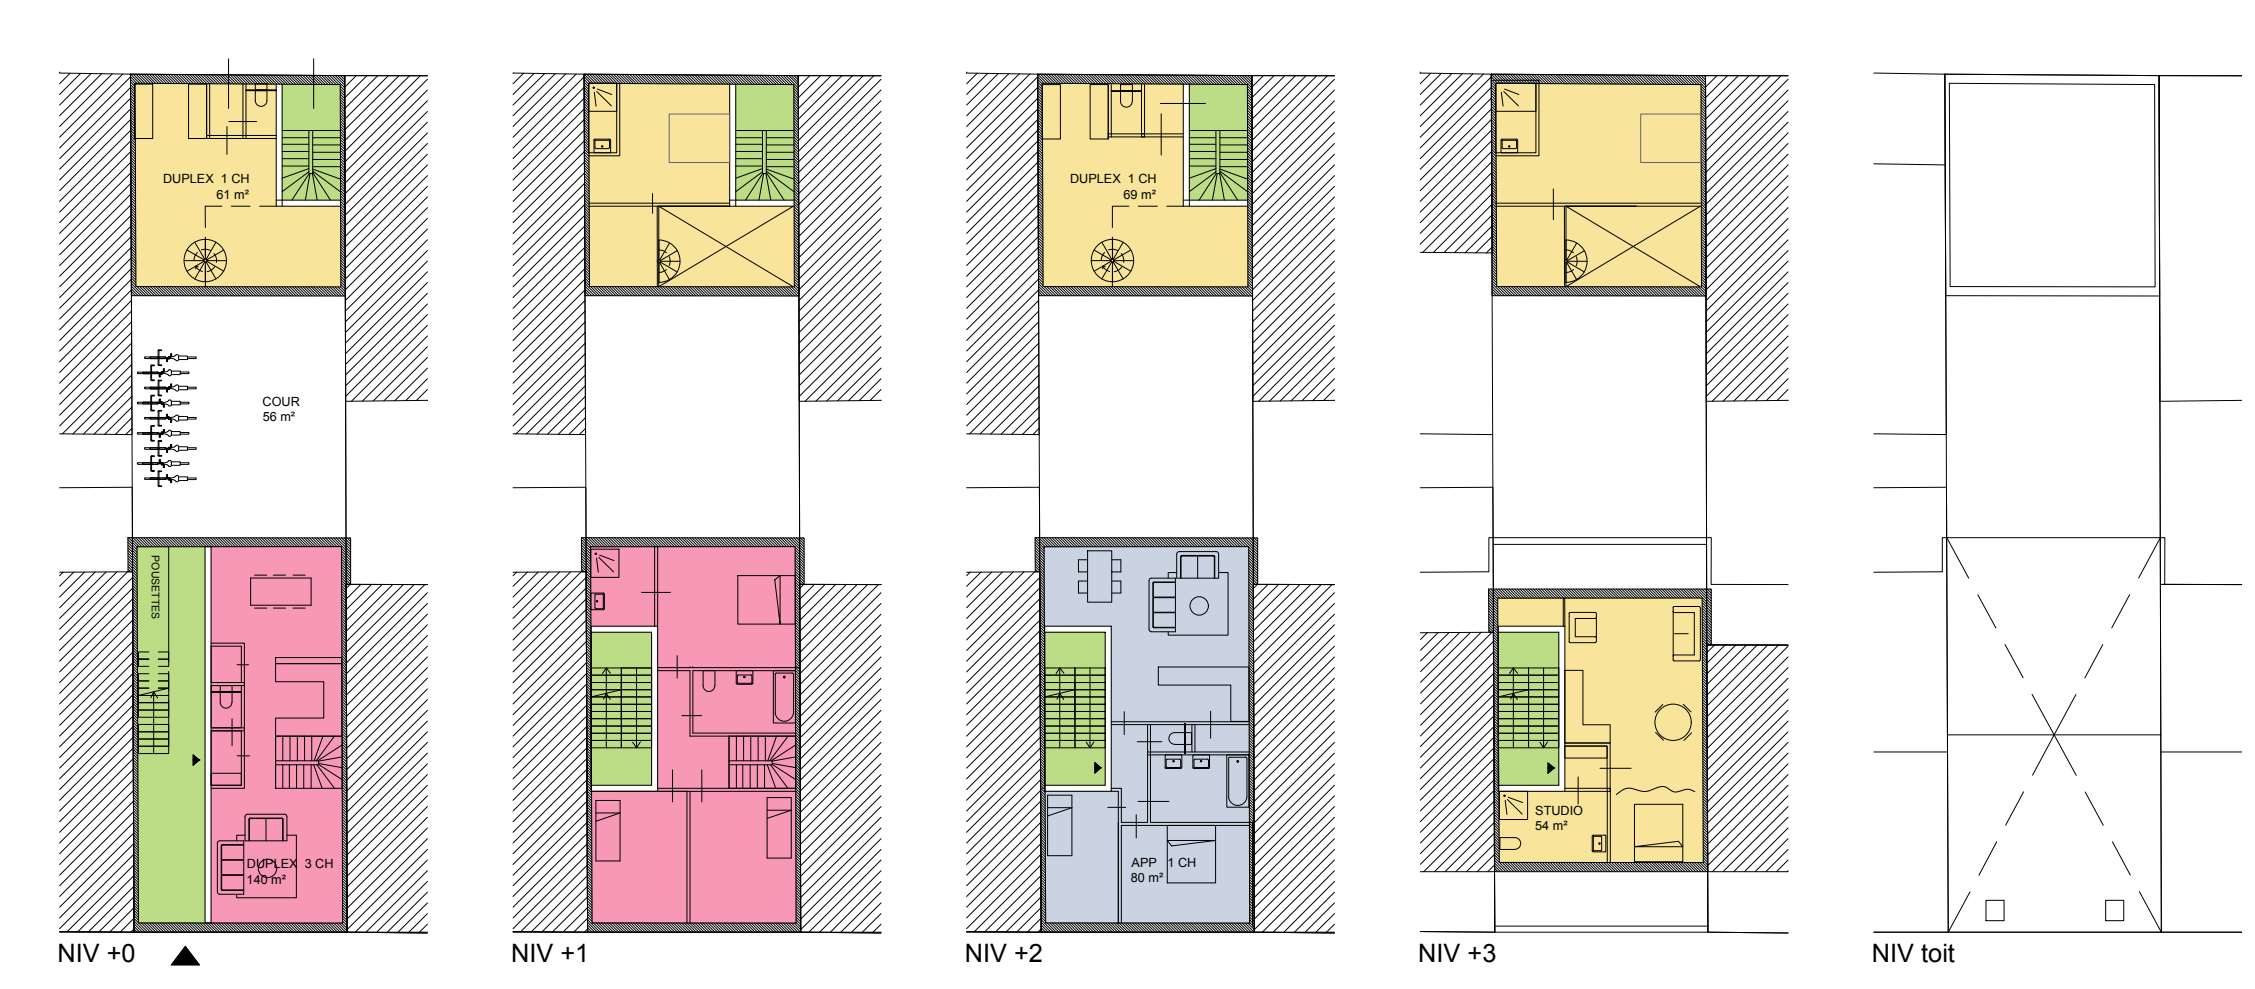 DUPLEX 1 CH
61 m²
COUR
56 m²
POUSETTES
DUPLEX 3 CH
140 m²
NIV +0
NIV +1
DUPLEX 1 CH
69 m²
APP 1 CH
80 m²
NIV +2
STUDIO
54 m²
NIV +3
NIV toit